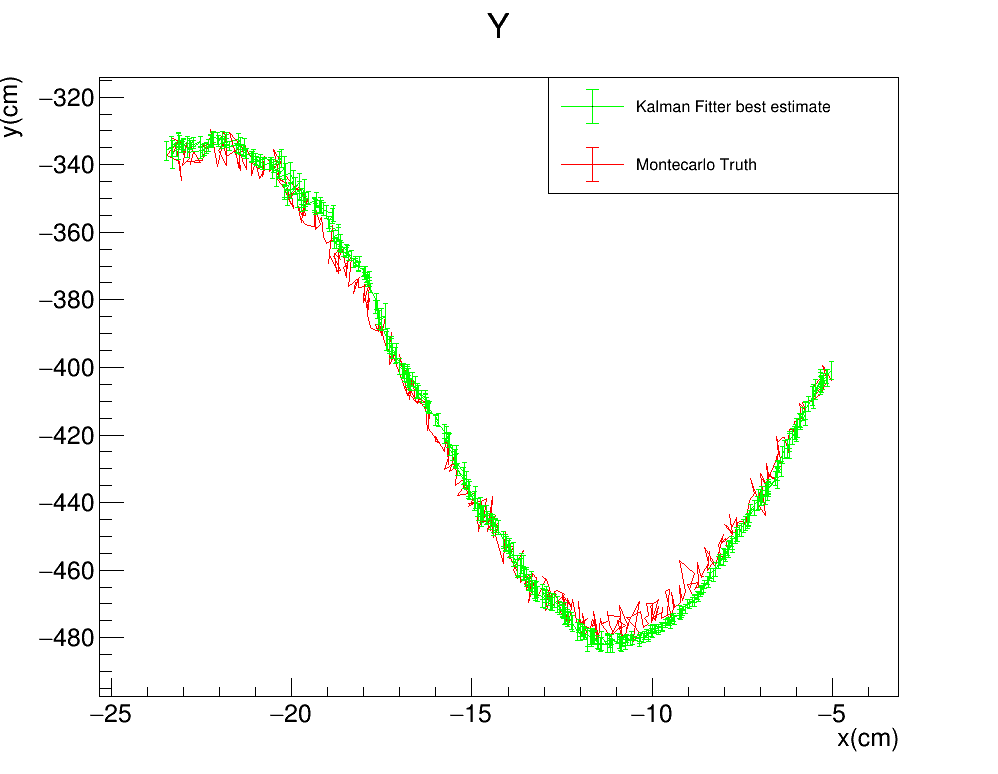 Y
y(cm)
Kalman Fitter best estimate
Montecarlo Truth
−320
−340
−360
−380
−400
−420
−440
−460
−480
−25 −20 −15 −10 −5
x(cm)